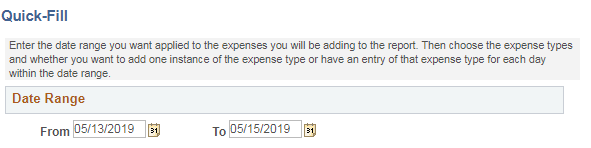 Quick-Fill
Enter the date range you want applied to the expenses you will be adding to the report. Then choose the expense types
and whether you want to add one instance of the expense type or have an entry of that expense type for each day
within the date range.
Date Range
From 05/13/2019 31 To 05/15/2019 31